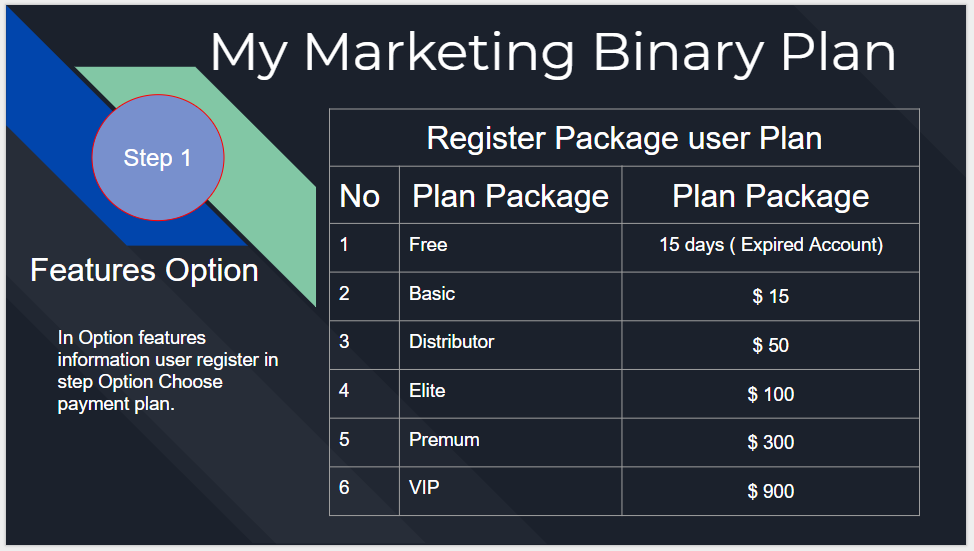 My Marketing Binary Plan
Step 1
Features Option
In Option features
information user register in
step Option Choose
payment plan.
Register Package user Plan
No Plan Package Plan Package
1 Free 15 days ( Expired Account)
2 Basic $ 15
3 Distributor $ 50
4 Elite $ 100
5 Premum $ 300
6 VIP $ 900